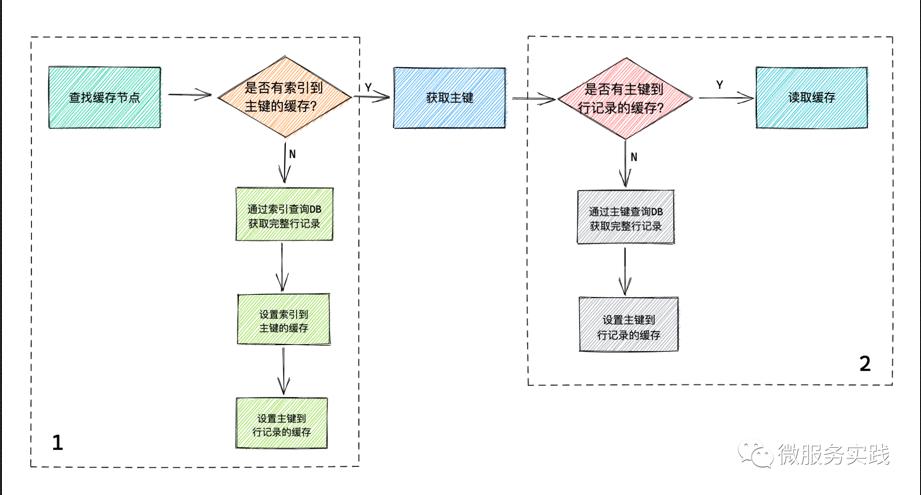 查找缓存节点
是否有索引到
主键的缓存?
Y
获取主键
是否有主键到
行记录的缓存?
Y
读取缓存
N
通过索引查询DB
获取完整行记录
设置索引到
主键的缓存
设置主键到
行记录的缓存
1
N
通过主键查询DB
获取完整行记录
设置主键到
行记录的缓存
2
微服务实践